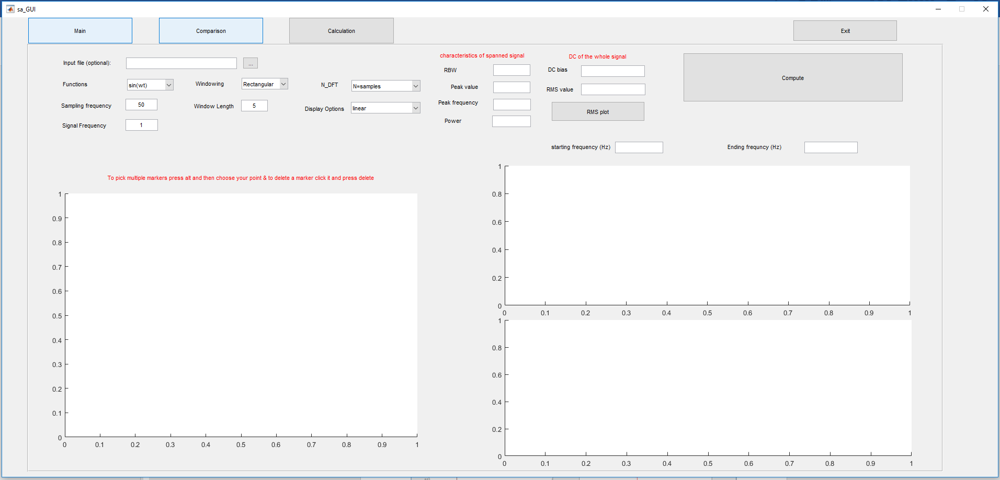 sa_GUI
Main
Comparison
Calculation
Exit
Input file (optional):
...
Functions
sin(wt)
Windowing
Rectangular
N_DFT
N=samples
Sampling frequency
50
Window Length
5
Display Options
linear
Signal Frequency
1
characteristics of spanned signal
RBW
Peak value
Peak frequency
Power
DC of the whole signal
DC bias
RMS value
RMS plot
Compute
starting frequency (Hz)
Ending frequncy (Hz)
To pick multiple markers press alt and then choose your point & to delete a marker click it and press delete
1
0.9
0.8
0.7
0.6
0.5
0.4
0.3
0.2
0.1
0
0 0.1 0.2 0.3 0.4 0.5 0.6 0.7 0.8 0.9 1
1
0.8
0.6
0.4
0.2
0
0 0.1 0.2 0.3 0.4 0.5 0.6 0.7 0.8 0.9 1
1
0.8
0.6
0.4
0.2
0
0 0.1 0.2 0.3 0.4 0.5 0.6 0.7 0.8 0.9 1